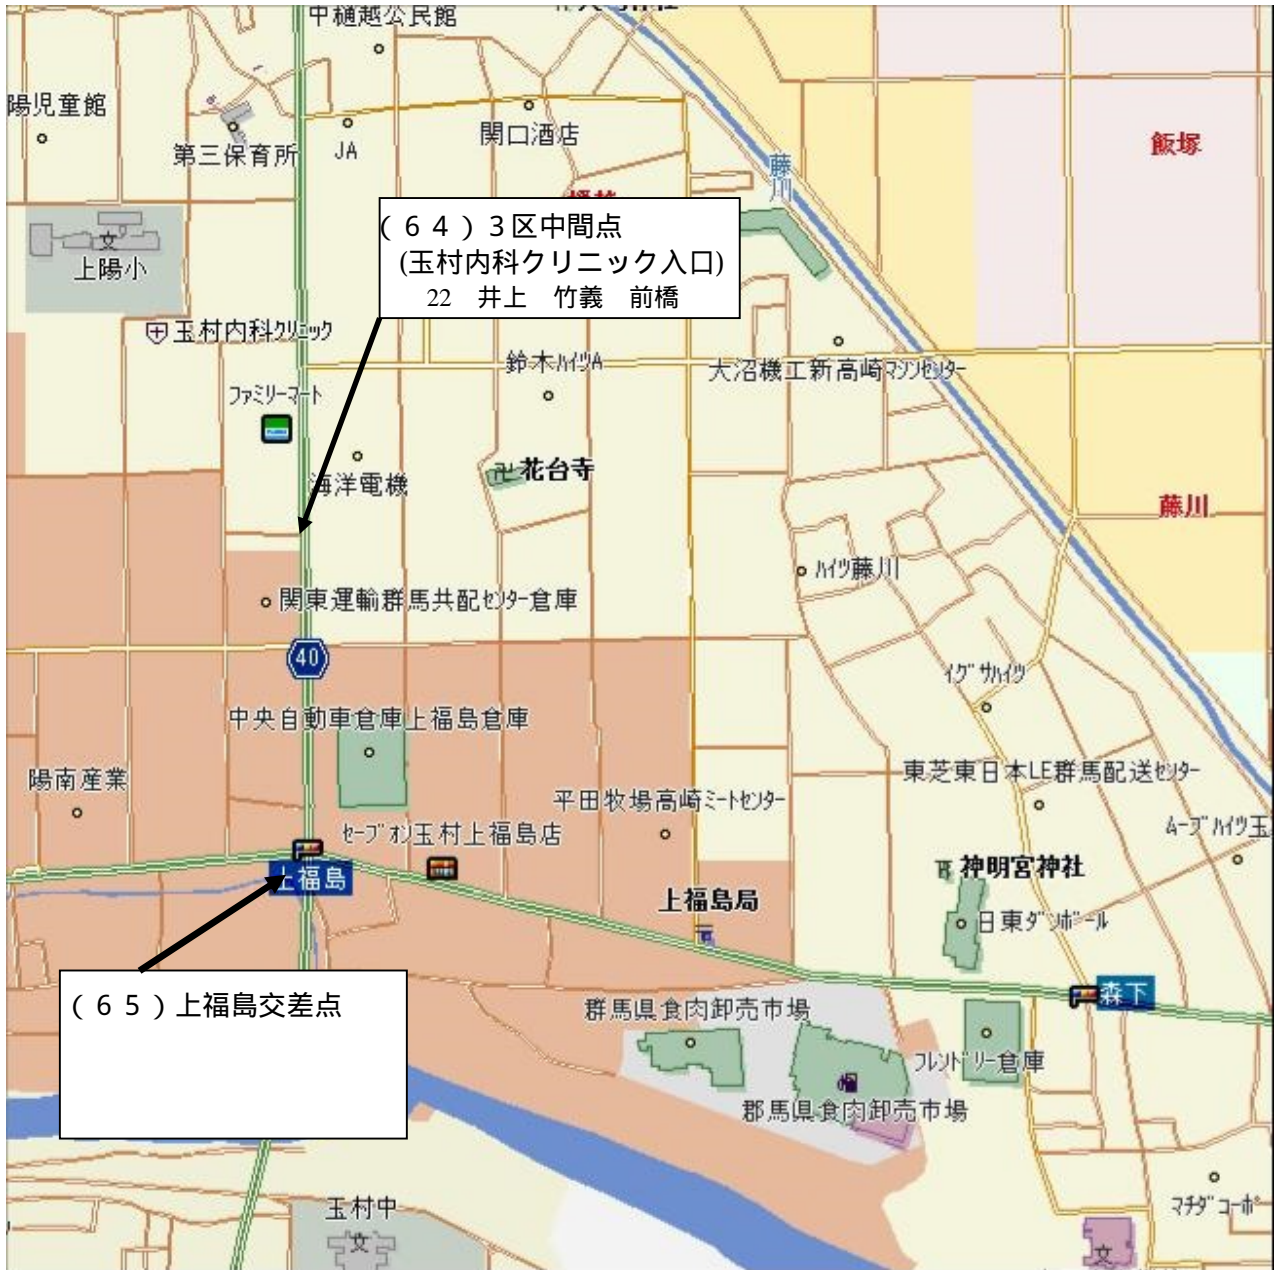 中樋越公民館
陽児童館
第三保育所
JA
関口酒店
藤川
飯塚
(64)3区中間点
(玉村内科クリニック入口)
22 井上 竹義 前橋
文
上陽小
玉村内科クリニック
鈴木ハイツA
大沼機工新高崎マシンセンター
ファミリーマート
海洋電機
卍花台寺
藤川
ハイツ藤川
関東運輸群馬共配センター倉庫
40
イグサハイツ
中央自動車倉庫上福島倉庫
陽南産業
東芝東日本LE群馬配送センター
平田牧場高崎ミートセンター
セーブオン玉村上福島店
ムーブハイツ玉
上福島
神明宮神社
上福島局
日東ダンボール
(65)上福島交差点
森下
群馬県食肉卸売市場
フレンドリー倉庫
郡馬県食肉卸売市場
マチダコーポ
玉村中
文
文